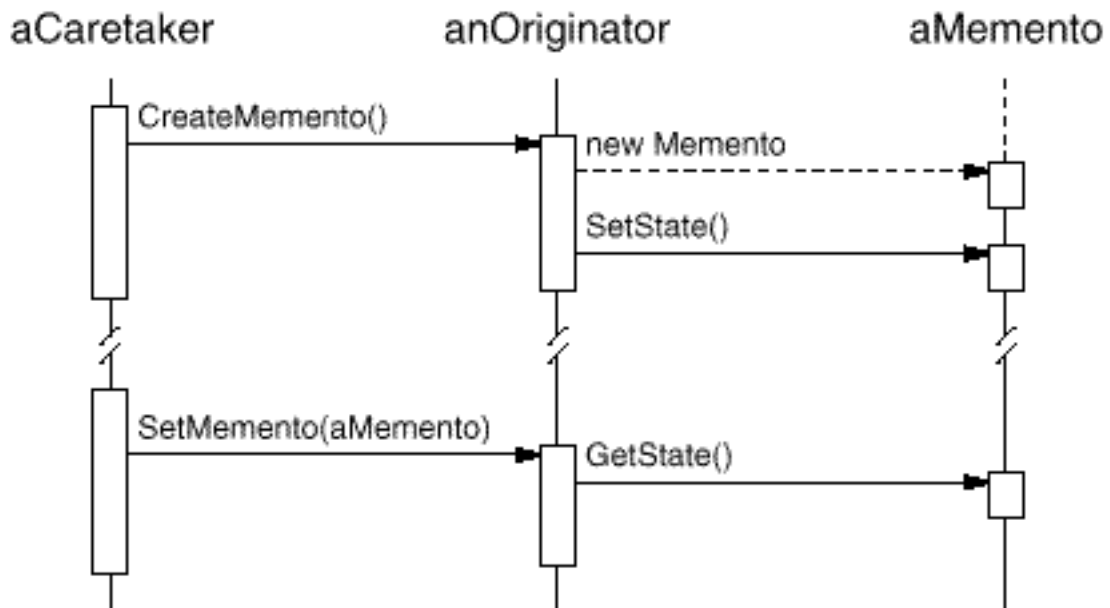 aCaretaker anOriginator aMemento
CreateMemento()
new Memento
SetState()
SetMemento(aMemento)
GetState()